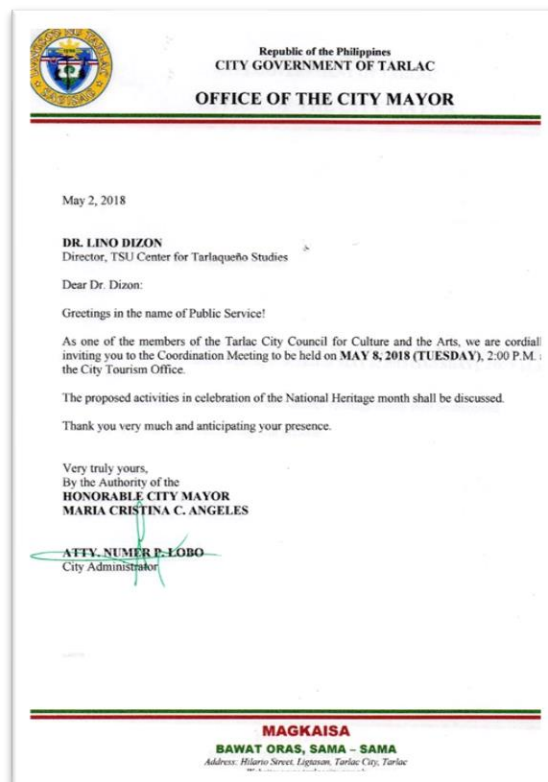 Republic of the Philippines
CITY GOVERNMENT OF TARLAC
OFFICE OF THE CITY MAYOR
May 2, 2018
DR. LINO DIZON
Director, TSU Center for Tarlaqueño Studies
Dear Dr. Dizon:
Greetings in the name of Public Service!
As one of the members of the Tarlac City Council for Culture and the Arts, we are cordiall
inviting you to the Coordination Meeting to be held on MAY 8, 2018 (TUESDAY), 2:00 P.M.
the City Tourism Office.
The proposed activities in celebration of the National Heritage month shall be discussed.
Thank you very much and anticipating your presence.
Very truly yours,
By the Authority of the
HONORABLE CITY MAYOR
MARIA CRISTINA C. ANGELES
ATTY. NUMER P. LOBO
City Administrator
MAGKAISA
BAWAT ORAS, SAMA – SAMA
Address: Hilario Street, Ligtasan, Tarlac City, Tarlac